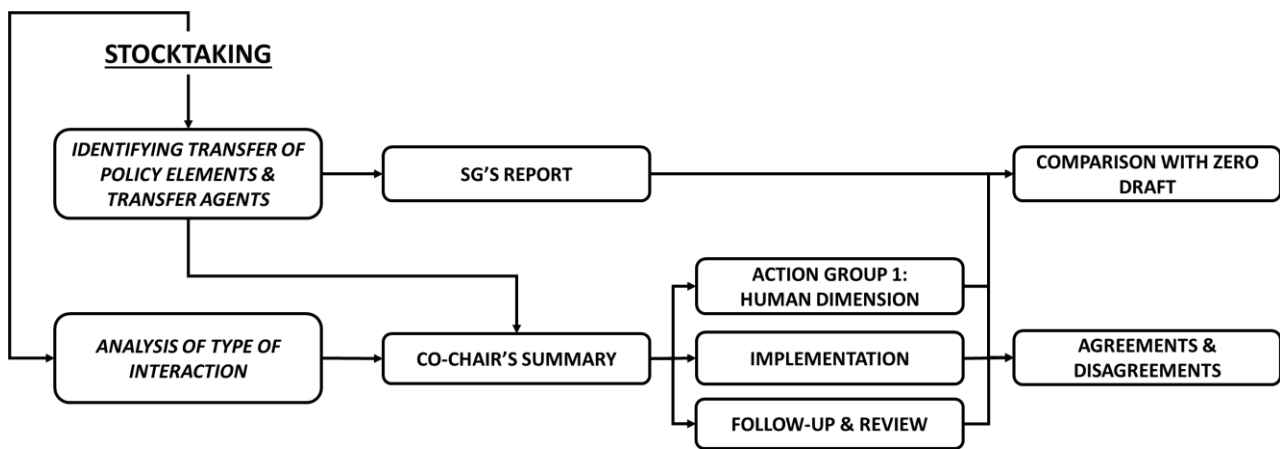 STOCKTAKING
IDENTIFYING TRANSFER OF
POLICY ELEMENTS &
TRANSFER AGENTS
SG’S REPORT
COMPARISON WITH ZERO
DRAFT
ACTION GROUP 1:
HUMAN DIMENSION
ANALYSIS OF TYPE OF
INTERACTION
CO-CHAIR’S SUMMARY
IMPLEMENTATION
AGREEMENTS &
DISAGREEMENTS
FOLLOW-UP & REVIEW